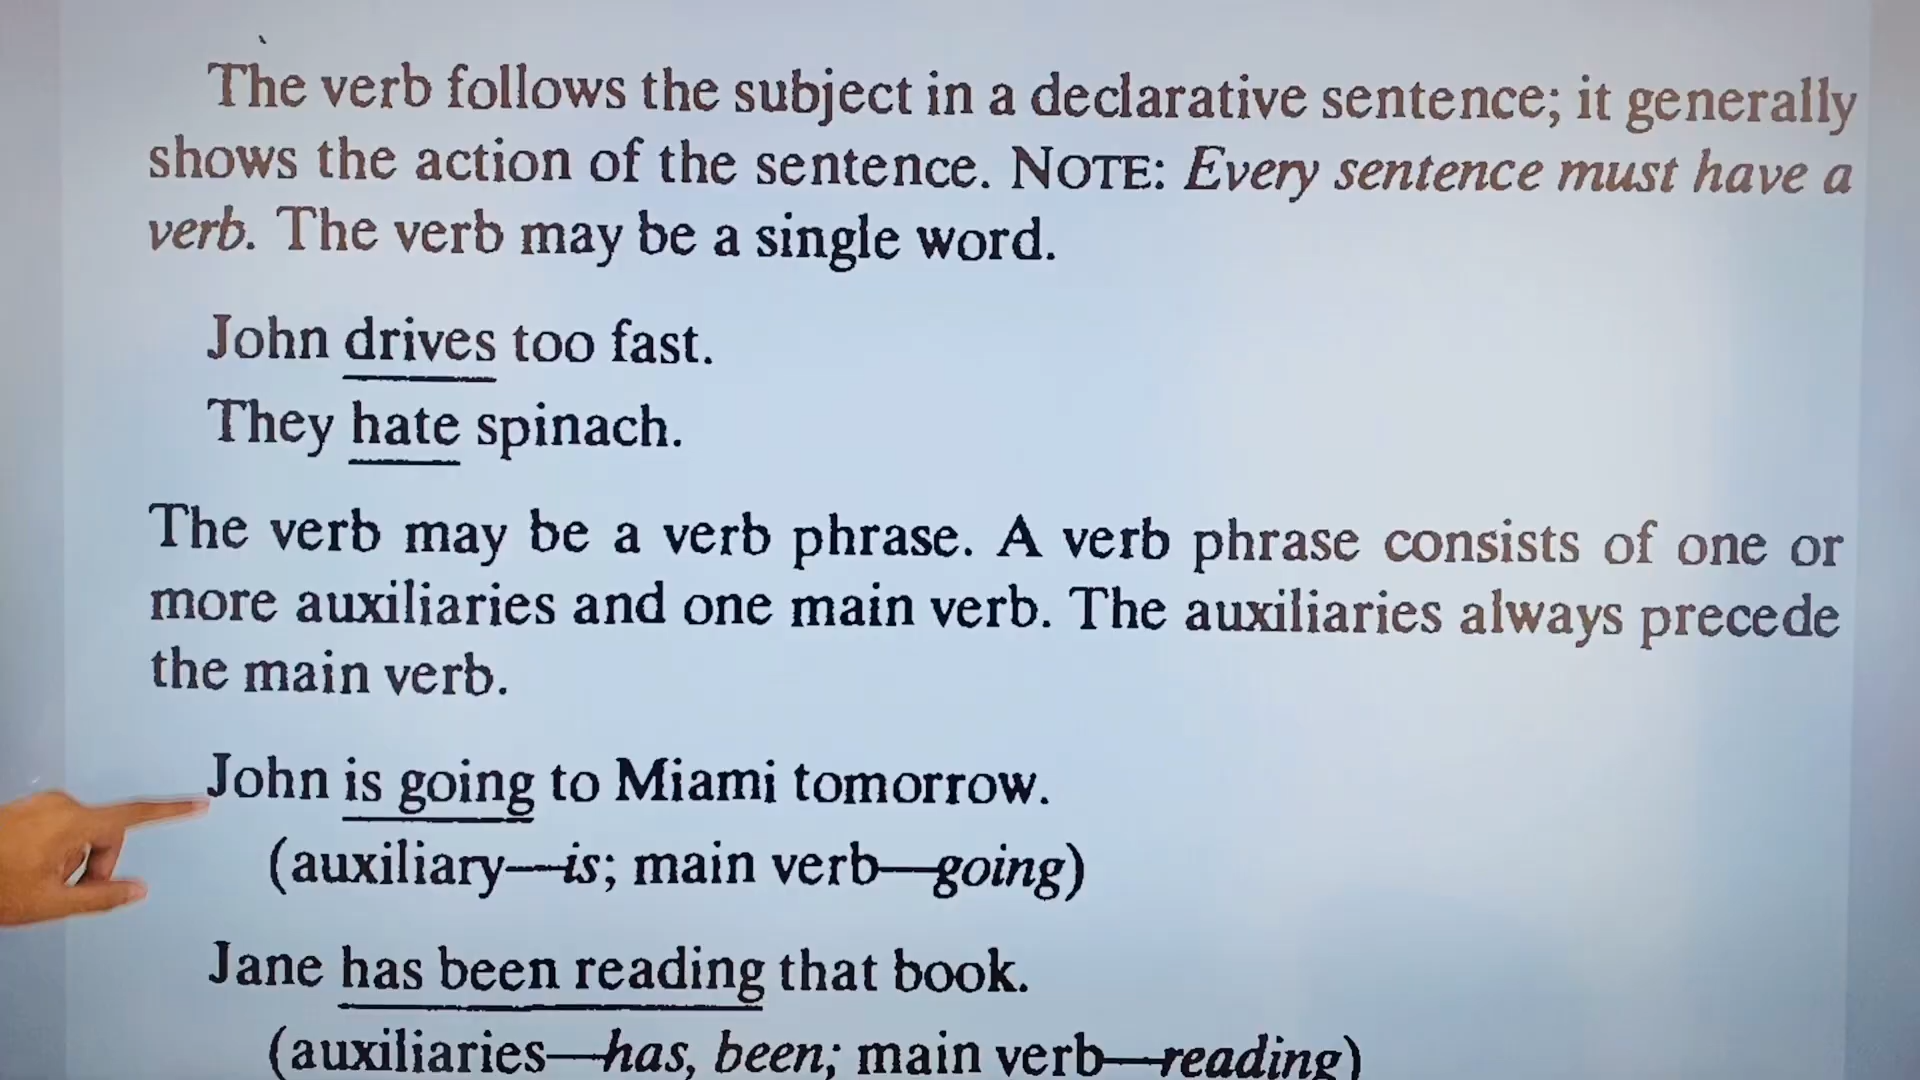 The verb follows the subject in a declarative sentence; it generally
shows the action of the sentence. NOTE: Every sentence must have a
verb. The verb may be a single word.
John drives too fast.
They hate spinach.
The verb may be a verb phrase. A verb phrase consists of one or
more auxiliaries and one main verb. The auxiliaries always precede
the main verb.
John is going to Miami tomorrow.
(auxiliary—is; main verb—going)
Jane has been reading that book.
(auxiliaries—has, been; main verb—reading)